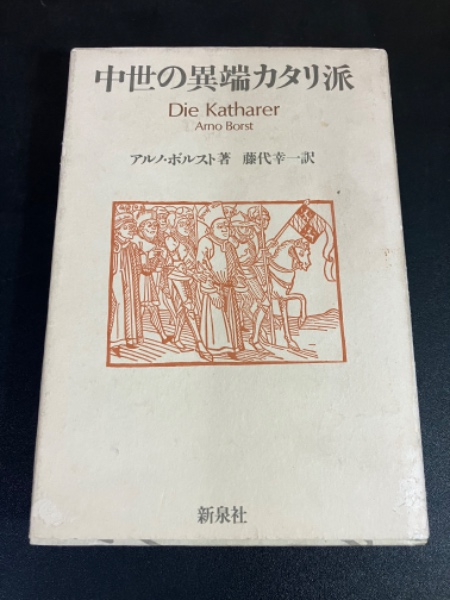 中世の異端カタリ派
Die Katharer
Arno Borst
アルノ・ボルスト著 藤代幸一訳
新泉社